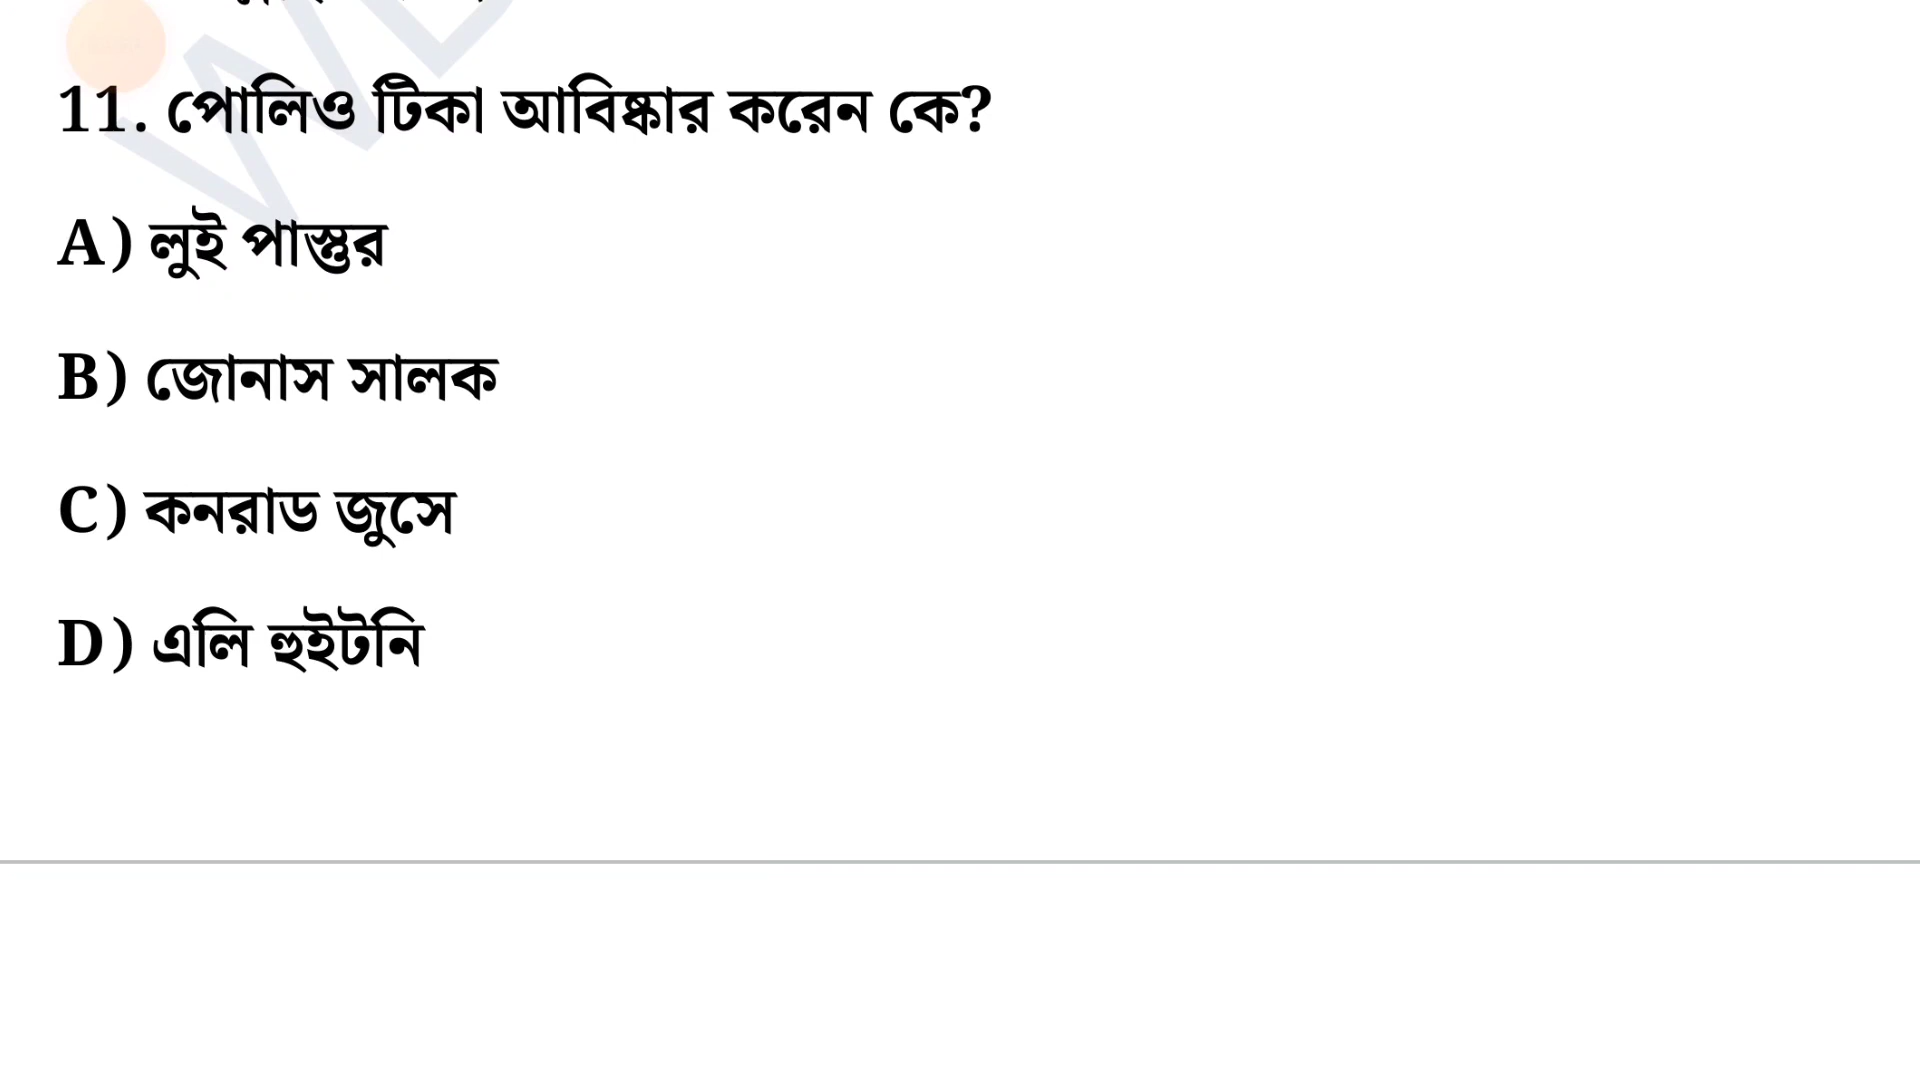 11. পোলিও টিকা আবিষ্কার করেন কে?
A) লুই পাস্তুর
B) জোনাস সালক
C) কনরাড জুসে
D) এলি হুইটনি